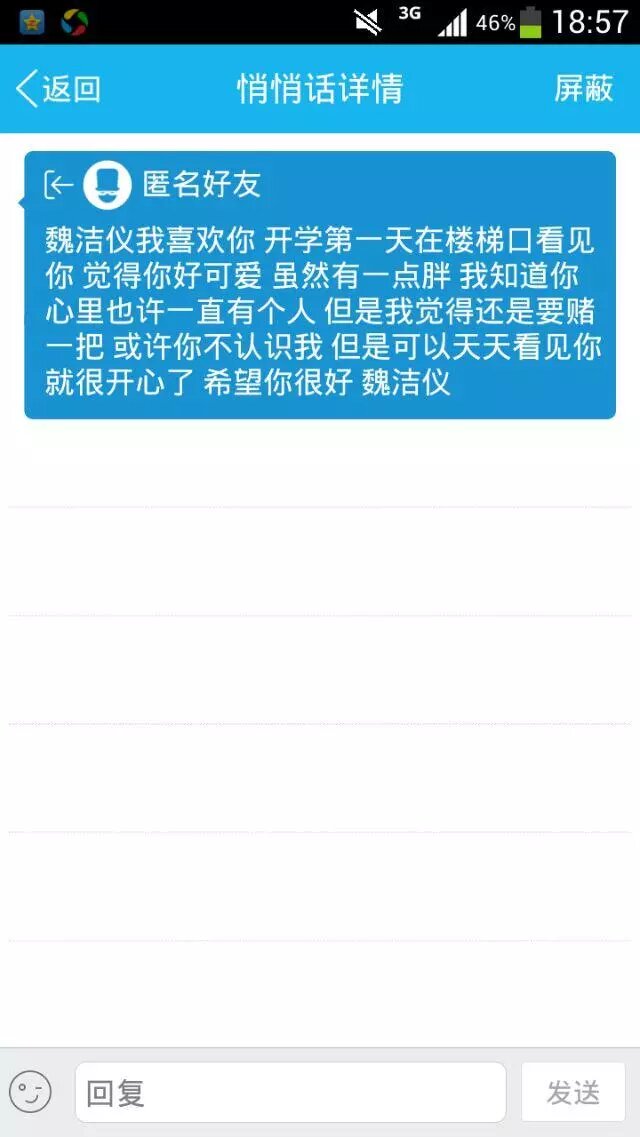 3G 46% 18:57
返回 悄悄话详情 屏蔽
匿名好友
魏洁仪我喜欢你 开学第一天在楼梯口看见
你 觉得你好可爱 虽然有一点胖 我知道你
心里也许一直有个人 但是我觉得还是要赌
一把 或许你不认识我 但是可以天天看见你
就很开心了 希望你很好 魏洁仪
回复 发送